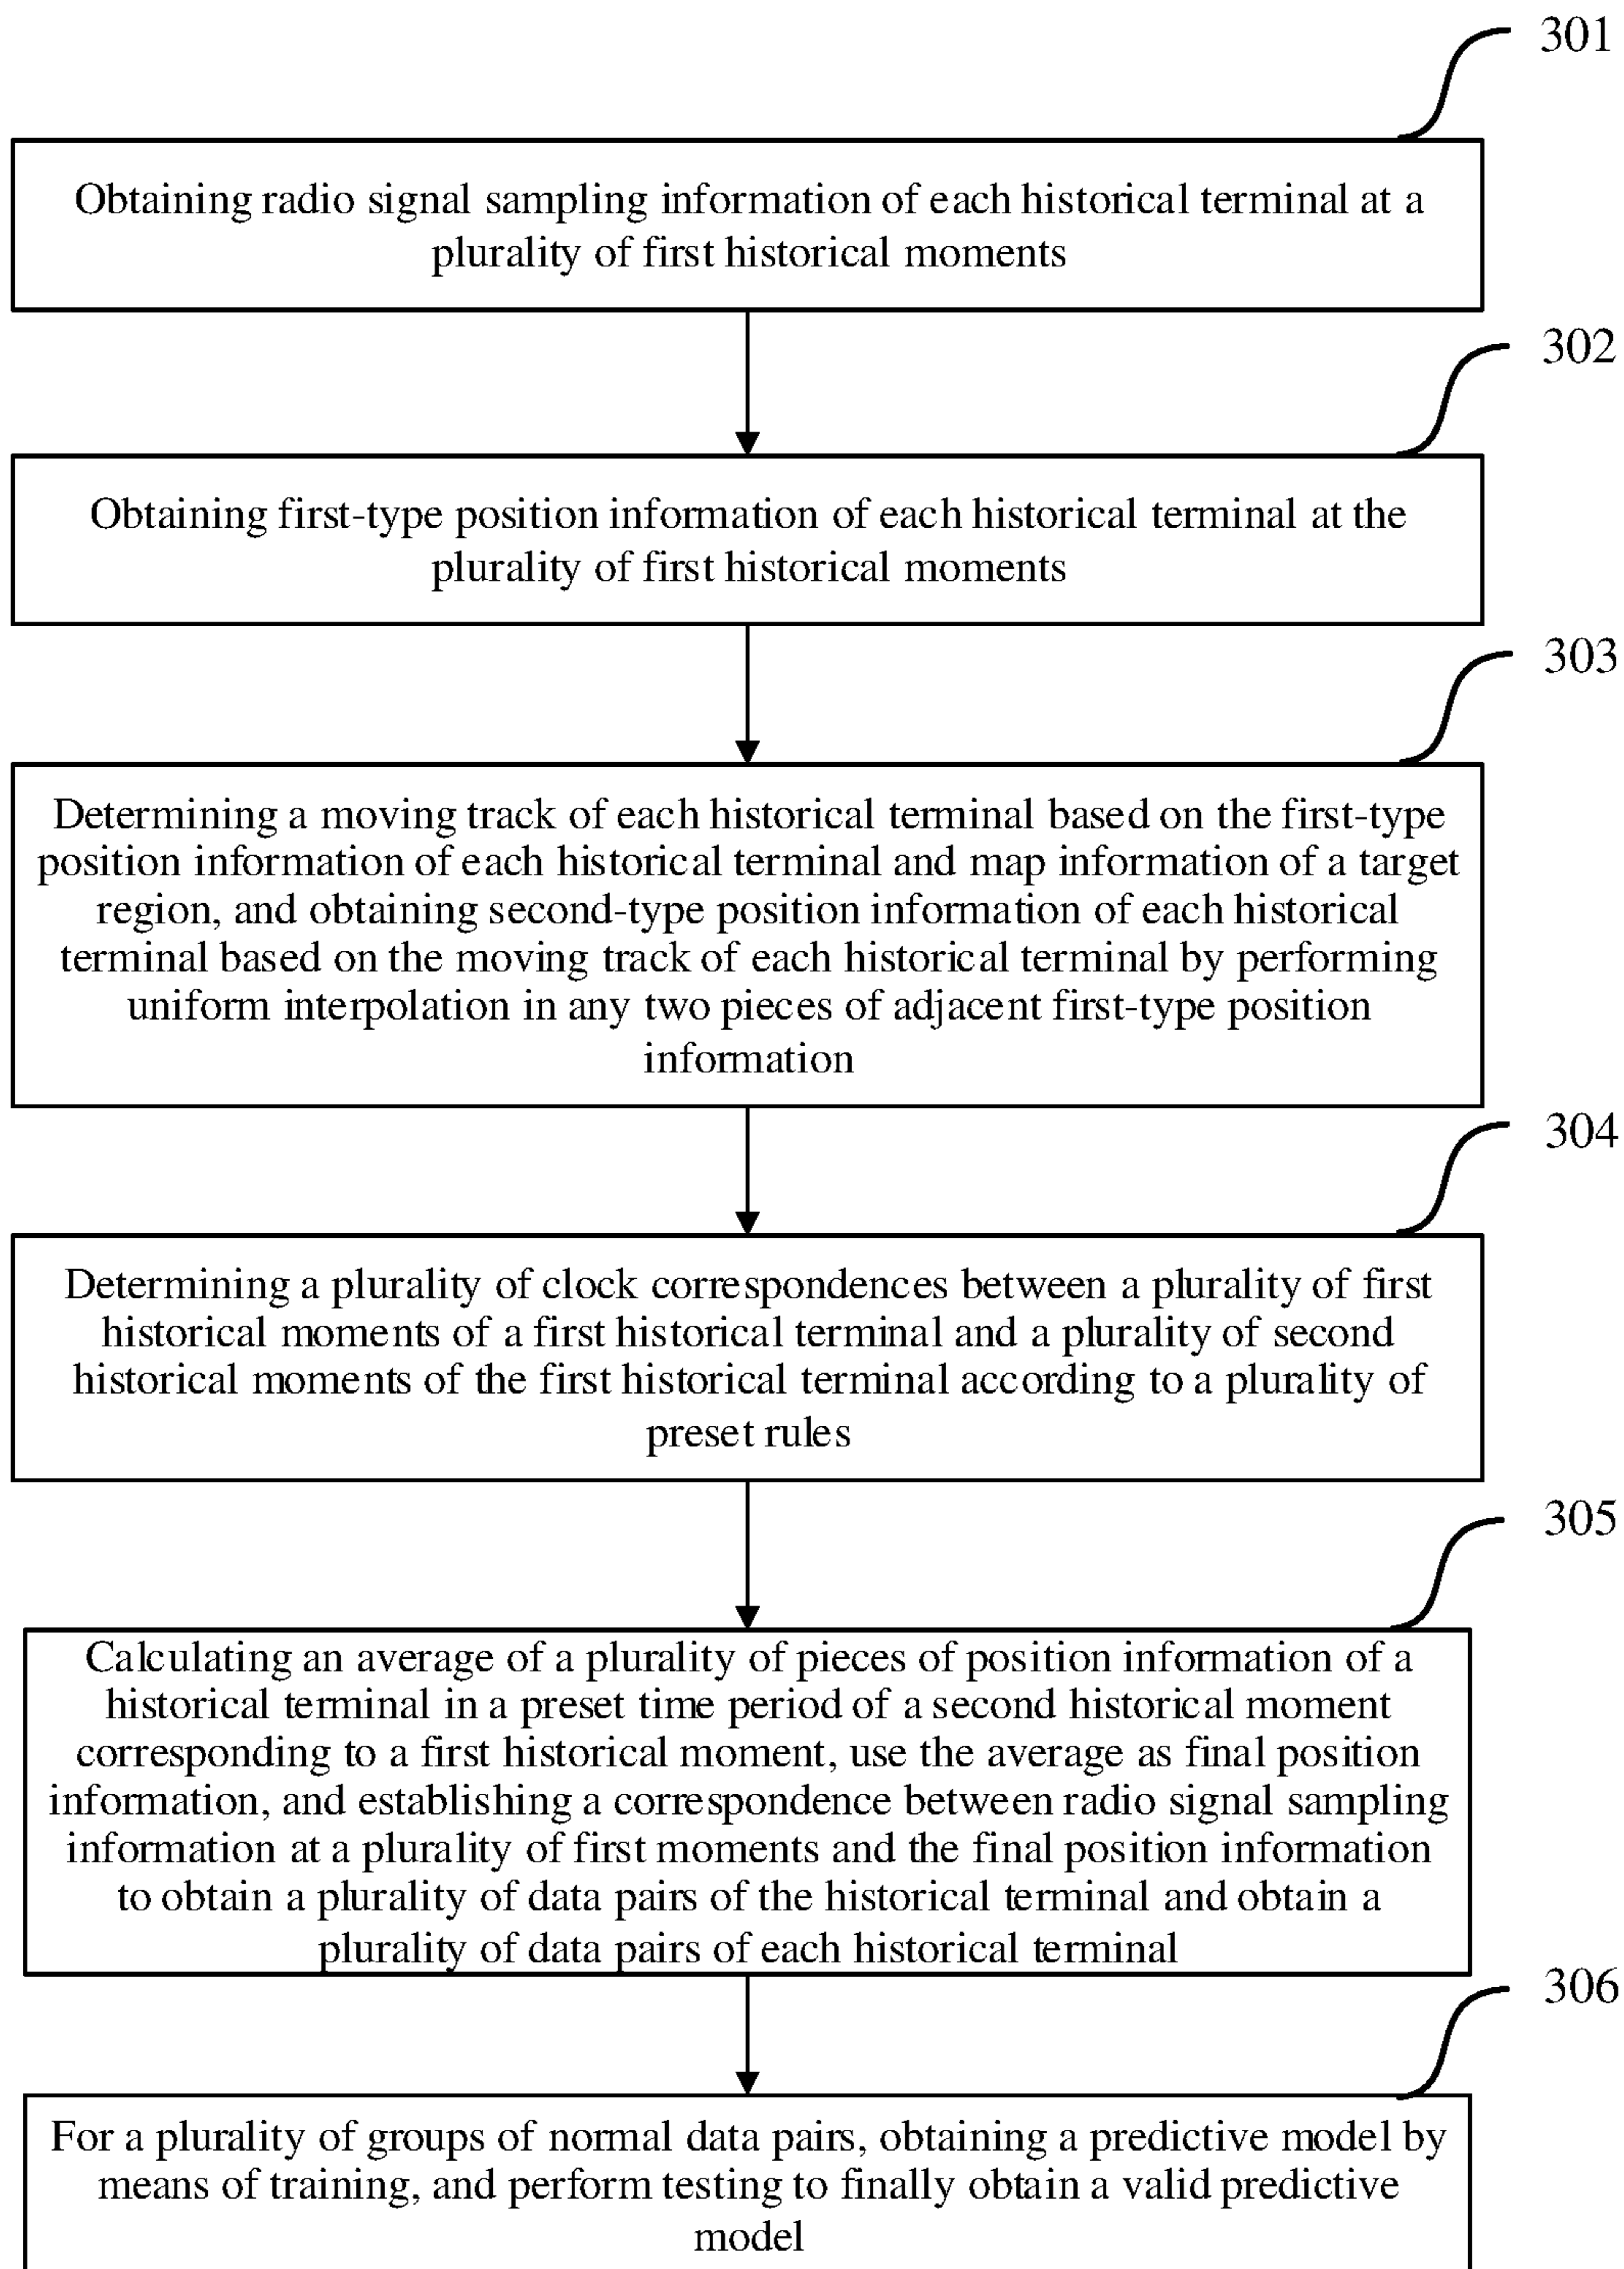 301
Obtaining radio signal sampling information of each historical terminal at a
plurality of first historical moments
302
Obtaining first-type position information of each historical terminal at the
plurality of first historical moments
303
Determining a moving track of each historical terminal based on the first-type
position information of each historical terminal and map information of a target
region, and obtaining second-type position information of each historical
terminal based on the moving track of each historical terminal by performing
uniform interpolation in any two pieces of adjacent first-type position
information
304
Determining a plurality of clock correspondences between a plurality of first
historical moments of a first historical terminal and a plurality of second
historical moments of the first historical terminal according to a plurality of
preset rules
305
Calculating an average of a plurality of pieces of position information of a
historical terminal in a preset time period of a second historical moment
corresponding to a first historical moment, use the average as final position
information, and establishing a correspondence between radio signal sampling
information at a plurality of first moments and the final position information
to obtain a plurality of data pairs of the historical terminal and obtain a
plurality of data pairs of each historical terminal
306
For a plurality of groups of normal data pairs, obtaining a predictive model by
means of training, and perform testing to finally obtain a valid predictive
model